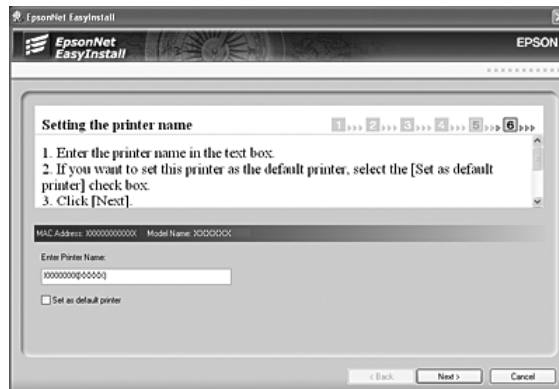 EpsonNet EasyInstall
EpsonNet
EasyInstall
EPSON
Setting the printer name
1 2 3 4 5 6
1. Enter the printer name in the text box.
2. If you want to set this printer as the default printer, select the [Set as default
printer] check box.
3. Click [Next].
MAC Address: XXXXXXXXXXXX Model Name: XXXXXXX
Enter Printer Name:
Set as default printer
< Back
Next >
Cancel